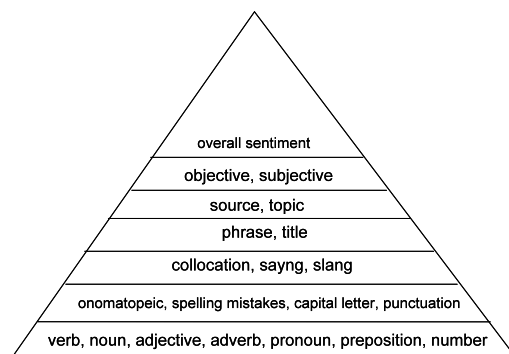 overall sentiment
objective, subjective
source, topic
phrase, title
collocation, sayng, slang
onomatopeic, spelling mistakes, capital letter, punctuation
verb, noun, adjective, adverb, pronoun, preposition, number